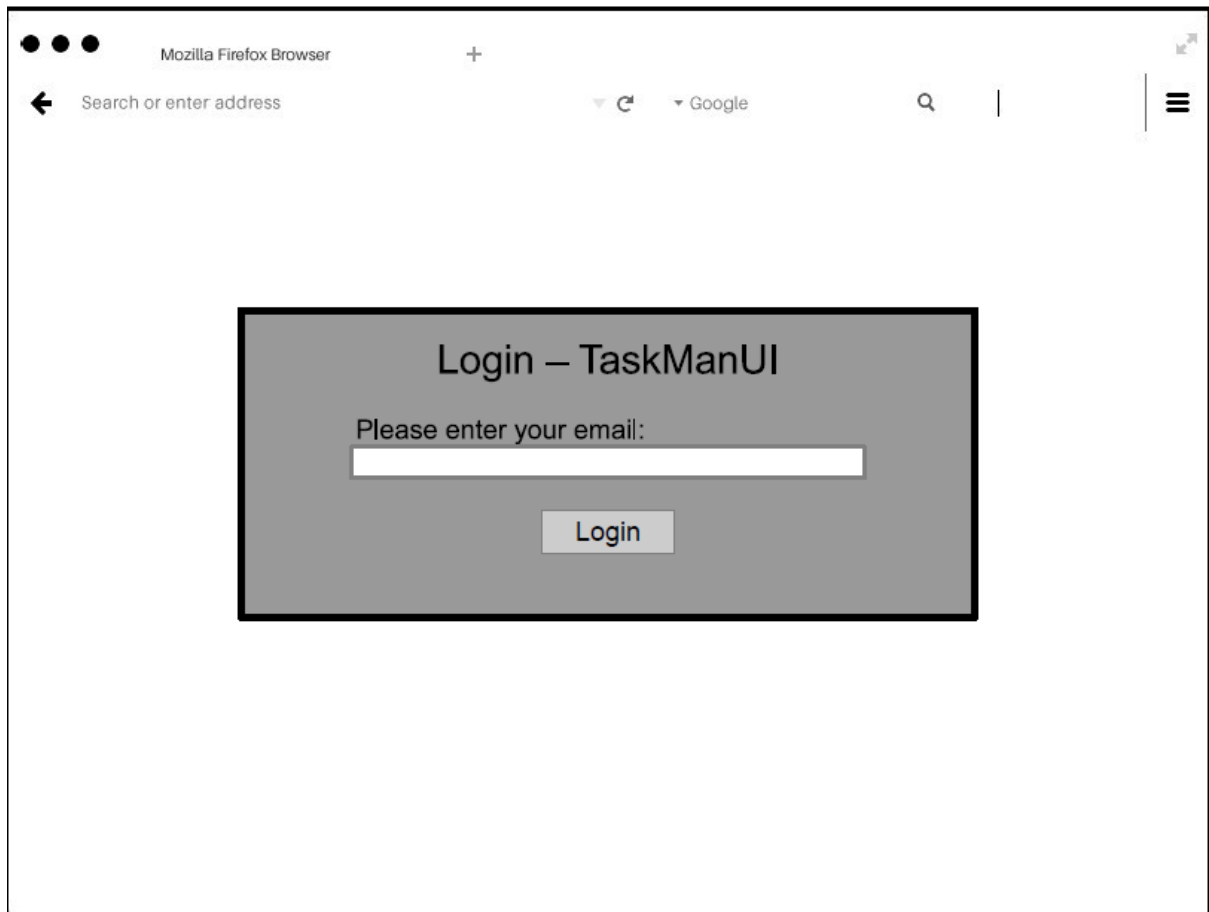 Mozilla Firefox Browser
Search or enter address
Google
Login – TaskManUI
Please enter your email:
Login